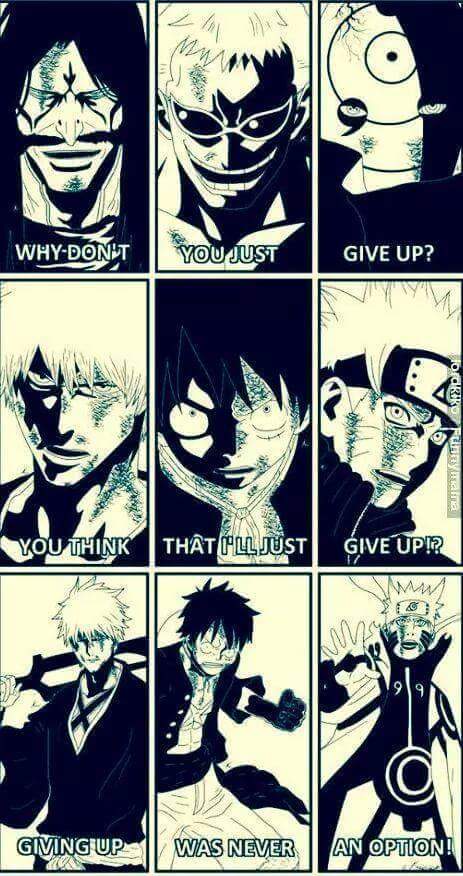 WHY DON'T
YOU JUST
GIVE UP?
YOU THINK
THAT I'LL JUST
GIVE UP!?
GIVING UP
WAS NEVER
AN OPTION!